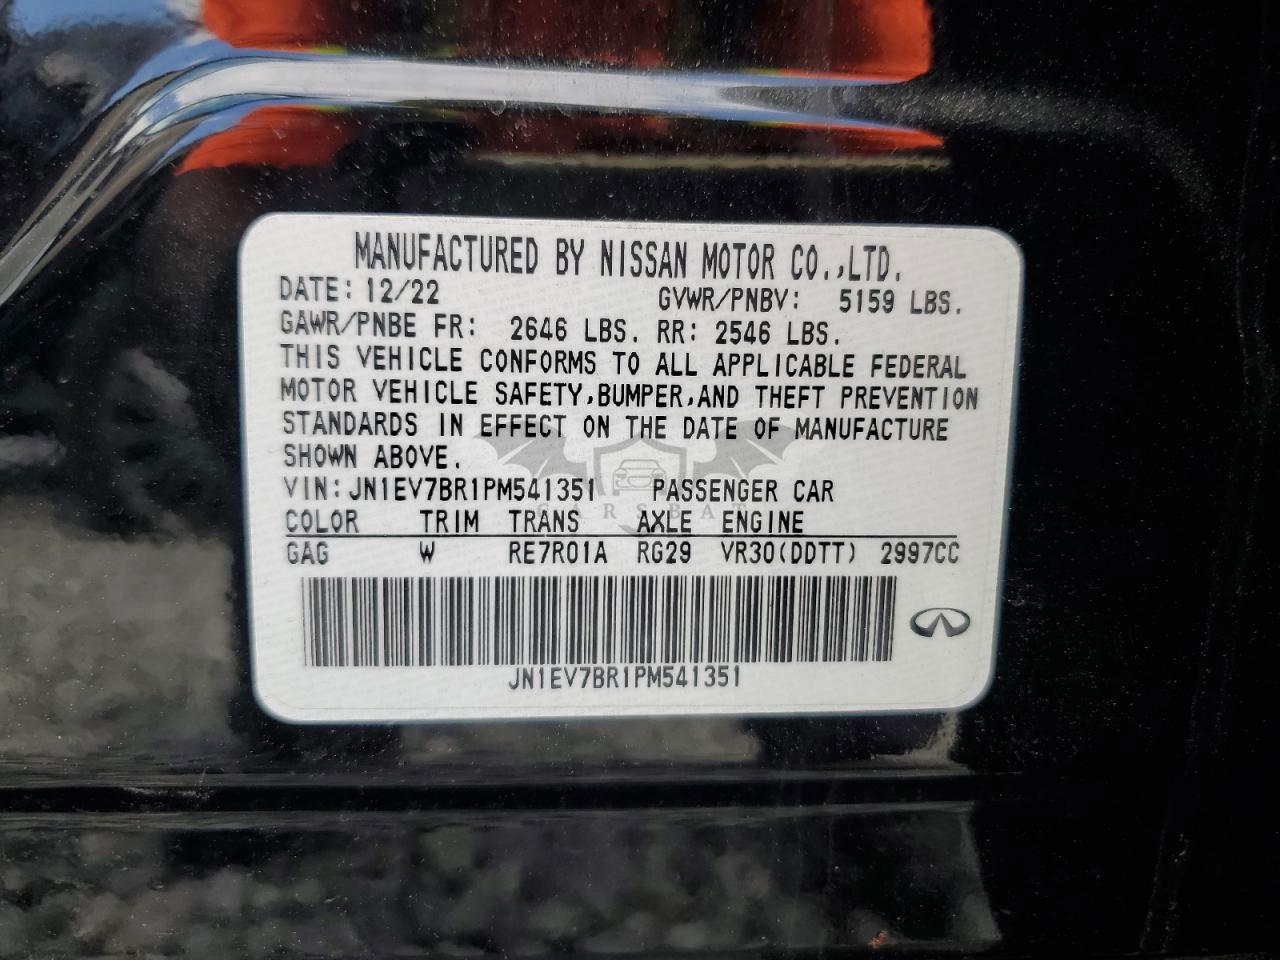 MANUFACTURED BY NISSAN MOTOR CO.,LTD.
DATE: 12/22 GVWR/PNBV: 5159 LBS.
GAWR/PNBE FR: 2646 LBS. RR: 2546 LBS.
THIS VEHICLE CONFORMS TO ALL APPLICABLE FEDERAL
MOTOR VEHICLE SAFETY,BUMPER,AND THEFT PREVENTION
STANDARDS IN EFFECT ON THE DATE OF MANUFACTURE
SHOWN ABOVE.
VIN:JN1EV7BR1PM541351 PASSENGER CAR
CARSBAT
COLOR TRIM TRANS AXLE ENGINE
GAG W RE7R01A RG29 VR30(DDTT) 2997CC
JN1EV7BR1PM541351